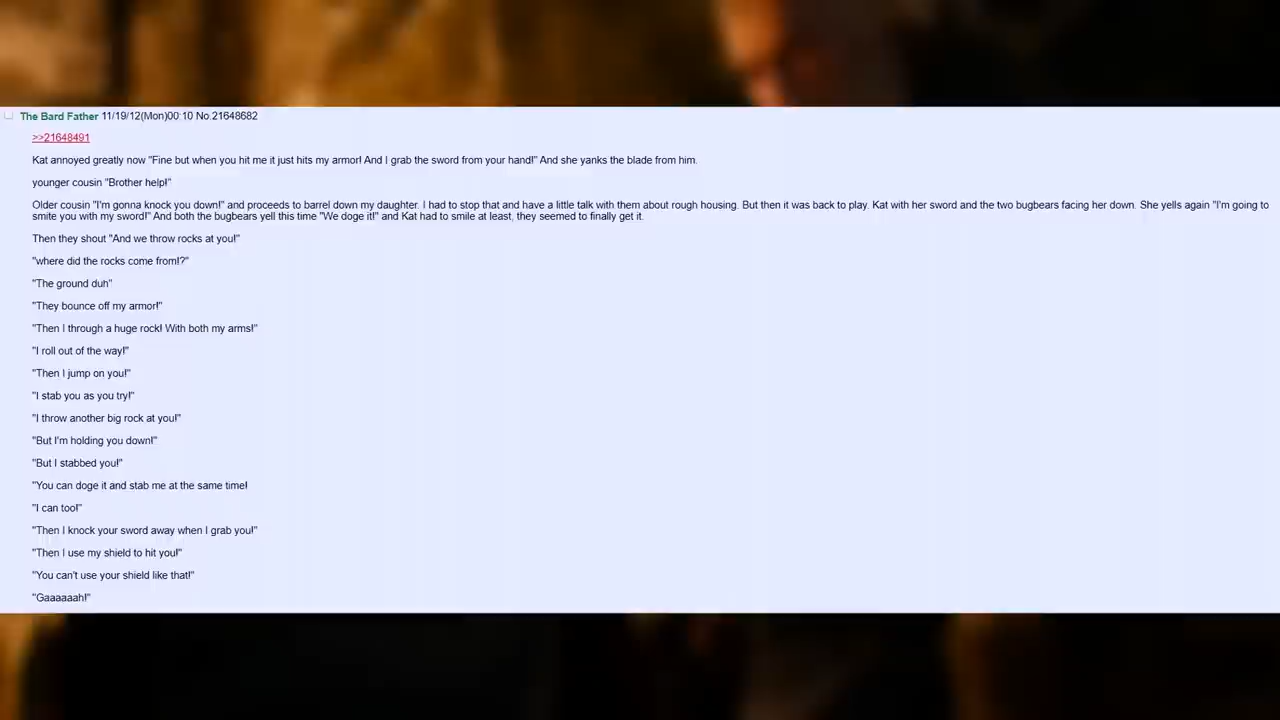 The Bard Father 11/19/12(Mon)00:10 No.21648682
>>21648491
Kat annoyed greatly now "Fine but when you hit me it just hits my armor! And I grab the sword from your hand!" And she yanks the blade from him.
younger cousin "Brother help!"
Older cousin "I'm gonna knock you down!" and proceeds to barrel down my daughter. I had to stop that and have a little talk with them about rough housing. But then it was back to play. Kat with her sword and the two bugbears facing her down. She yells again "I'm going to
smite you with my sword!" And both the bugbears yell this time "We doge it!" and Kat had to smile at least, they seemed to finally get it.
Then they shout "And we throw rocks at you!"
"where did the rocks come from!?"
"The ground duh"
"They bounce off my armor!"
"Then I through a huge rock! With both my arms!"
"I roll out of the way!"
"Then I jump on you!"
"I stab you as you try!"
"I throw another big rock at you!"
"But I'm holding you down!"
"But I stabbed you!"
"You can doge it and stab me at the same time!
"I can too!"
"Then I knock your sword away when I grab you!"
"Then I use my shield to hit you!"
"You can't use your shield like that!"
"Gaaaaaah!"